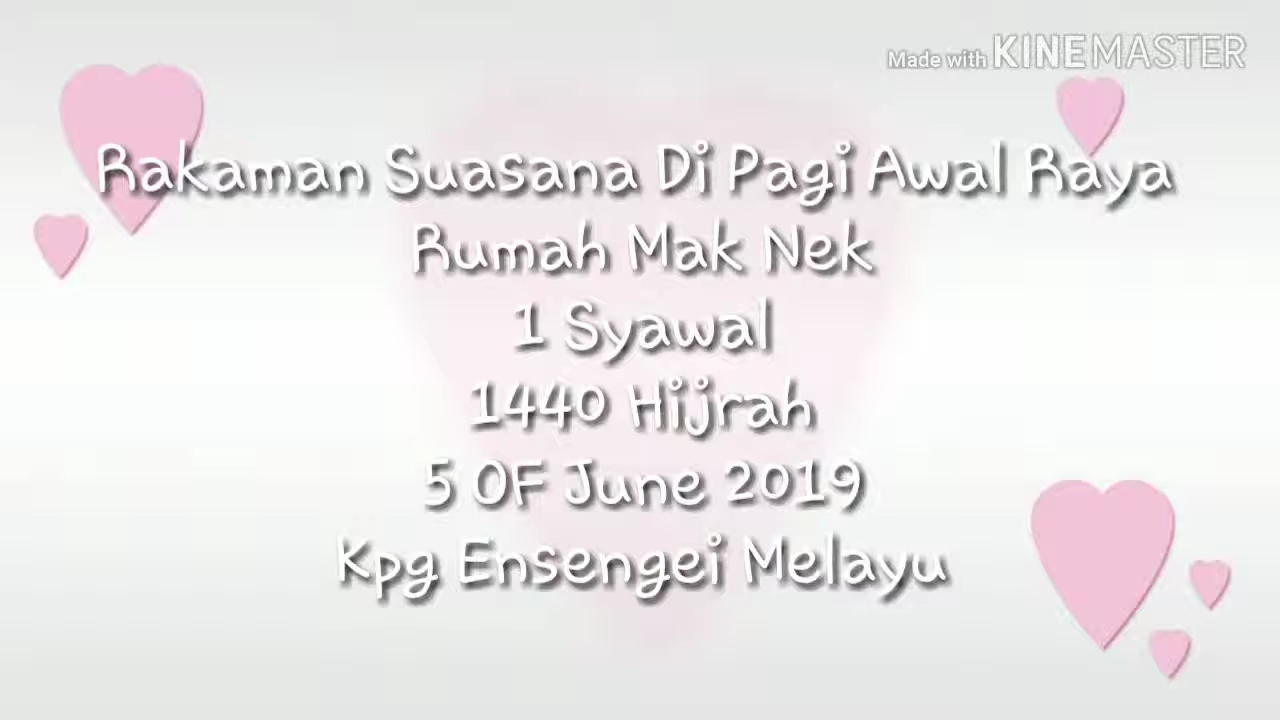 Made with KINEMASTER
Rakaman Suasana Di Pagi Awal Raya
Rumah Mak Nek
1 Syawal
1440 Hijrah
5 OF June 2019
Kpg Ensengei Melayu